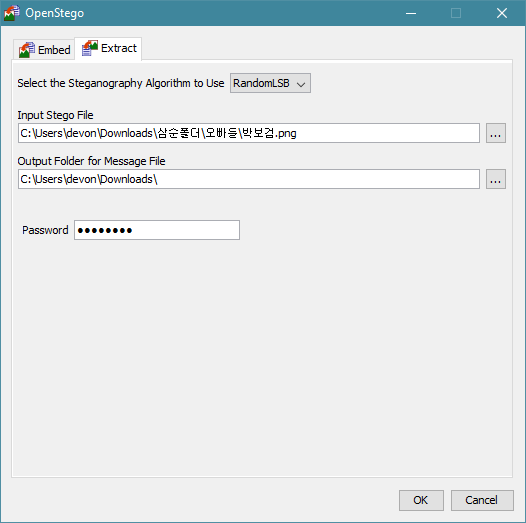 OpenStego
Embed
Extract
Select the Steganography Algorithm to Use RandomLSB
Input Stego File
C:\Users\devon\Downloads\삼순폴더\오빠들\박보검.png
...
Output Folder for Message File
C:\Users\devon\Downloads\
...
Password ●●●●●●●●
OK
Cancel